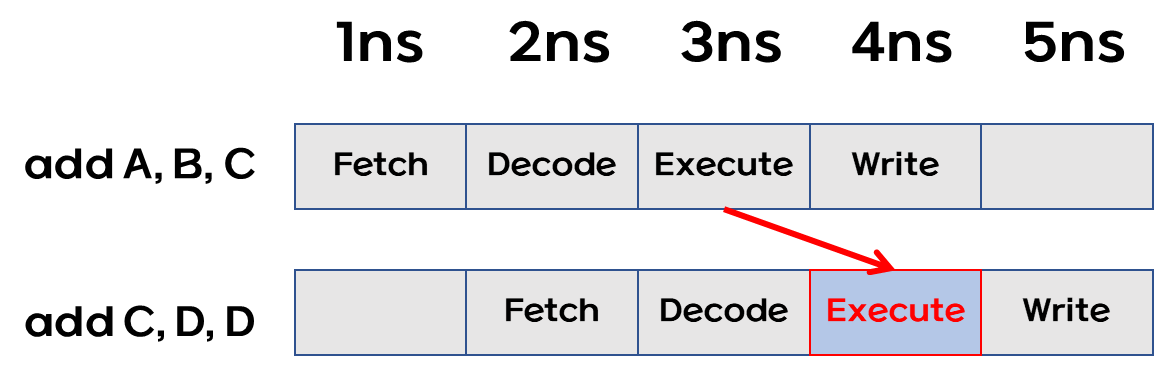 1ns 2ns 3ns 4ns 5ns
add A, B, C Fetch Decode Execute Write
add C, D, D Fetch Decode Execute Write